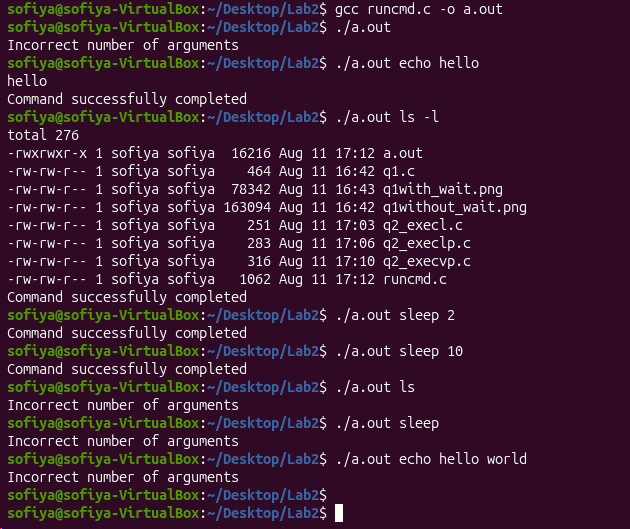 sofiya@sofiya-VirtualBox:~/Desktop/Lab2$ gcc runcmd.c -o a.out
sofiya@sofiya-VirtualBox:~/Desktop/Lab2$ ./a.out
Incorrect number of arguments
sofiya@sofiya-VirtualBox:~/Desktop/Lab2$ ./a.out echo hello
hello
Command successfully completed
sofiya@sofiya-VirtualBox:~/Desktop/Lab2$ ./a.out ls -l
total 276
-rwxrwxr-x 1 sofiya sofiya  16216 Aug 11 17:12 a.out
-rw-rw-r-- 1 sofiya sofiya    464 Aug 11 16:42 q1.c
-rw-rw-r-- 1 sofiya sofiya  78342 Aug 11 16:43 q1with_wait.png
-rw-rw-r-- 1 sofiya sofiya 163094 Aug 11 16:42 q1without_wait.png
-rw-rw-r-- 1 sofiya sofiya    251 Aug 11 17:03 q2_execl.c
-rw-rw-r-- 1 sofiya sofiya    283 Aug 11 17:06 q2_execlp.c
-rw-rw-r-- 1 sofiya sofiya    316 Aug 11 17:10 q2_execvp.c
-rw-rw-r-- 1 sofiya sofiya   1062 Aug 11 17:12 runcmd.c
Command successfully completed
sofiya@sofiya-VirtualBox:~/Desktop/Lab2$ ./a.out sleep 2
Command successfully completed
sofiya@sofiya-VirtualBox:~/Desktop/Lab2$ ./a.out sleep 10
Command successfully completed
sofiya@sofiya-VirtualBox:~/Desktop/Lab2$ ./a.out ls
Incorrect number of arguments
sofiya@sofiya-VirtualBox:~/Desktop/Lab2$ ./a.out sleep
Incorrect number of arguments
sofiya@sofiya-VirtualBox:~/Desktop/Lab2$ ./a.out echo hello world
Incorrect number of arguments
sofiya@sofiya-VirtualBox:~/Desktop/Lab2$
sofiya@sofiya-VirtualBox:~/Desktop/Lab2$